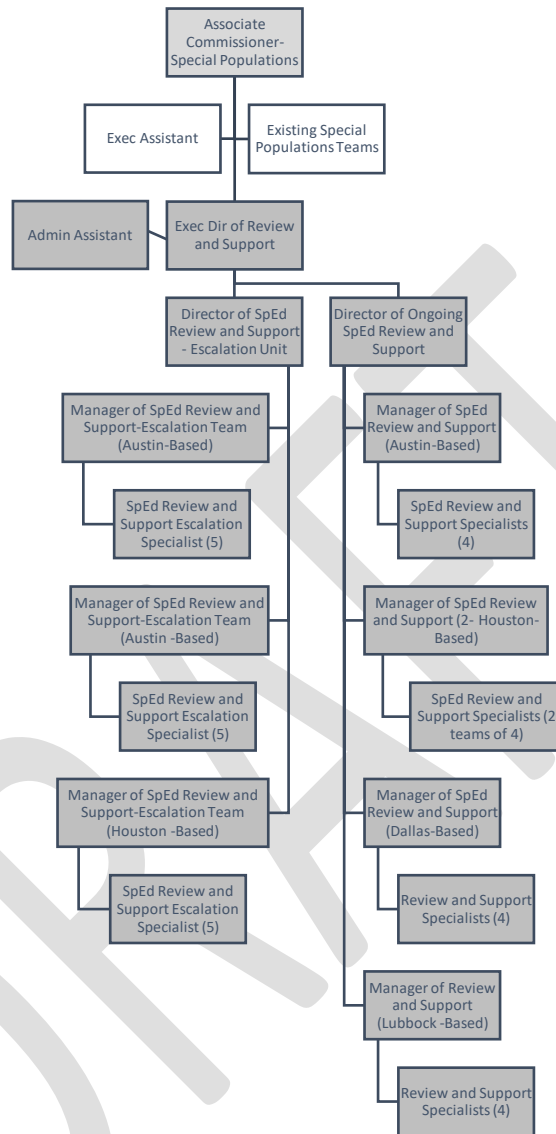 Associate
Commissioner-
Special Populations
Exec Assistant
Existing Special
Populations Teams
Admin Assistant
Exec Dir of Review
and Support
Director of SpEd
Review and Support
- Escalation Unit
Director of Ongoing
SpEd Review and
Support
Manager of SpEd Review and
Support-Escalation Team
(Austin-Based)
SpEd Review and
Support Escalation
Specialist (5)
Manager of SpEd Review and
Support-Escalation Team
(Austin -Based)
SpEd Review and
Support Escalation
Specialist (5)
Manager of SpEd Review and
Support-Escalation Team
(Houston -Based)
SpEd Review and
Support Escalation
Specialist (5)
Manager of SpEd
Review and Support
(Austin-Based)
SpEd Review and
Support Specialists
(4)
Manager of SpEd Review
and Support (2- Houston-
Based)
SpEd Review and
Support Specialists (2
teams of 4)
Manager of SpEd
Review and Support
(Dallas-Based)
Review and Support
Specialists (4)
Manager of Review
and Support
(Lubbock -Based)
Review and Support
Specialists (4)
DRAFT